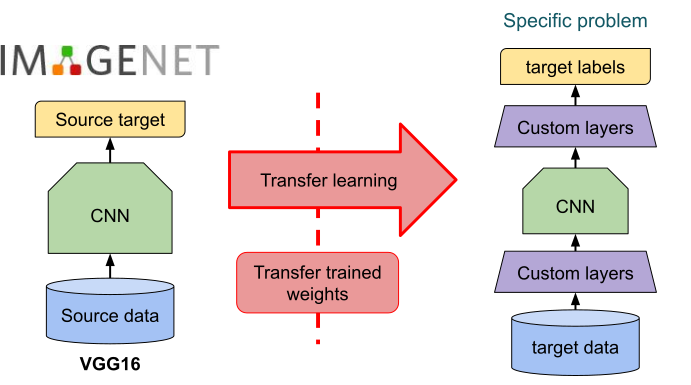 Specific problem
IMAGENET
target labels
Source target
Custom layers
Transfer learning
CNN
CNN
Transfer trained
weights
Custom layers
Source data
target data
VGG16